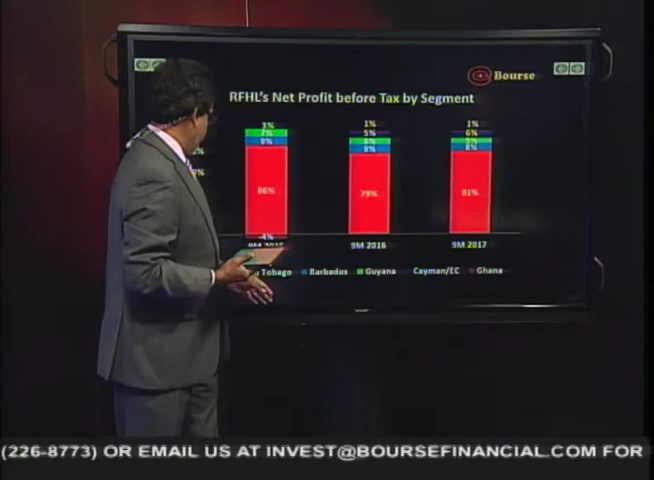 Bourse
RFHL's Net Profit before Tax by Segment
3% 1% 1%
7% 5% 6%
8%
9% 8%
86% 79% 81%
-4%
9M 2016 9M 2017
Tobago Barbados Guyana Cayman/EC Ghana
(226-8773) OR EMAIL US AT INVEST@BOURSEFINANCIAL.COM FOR